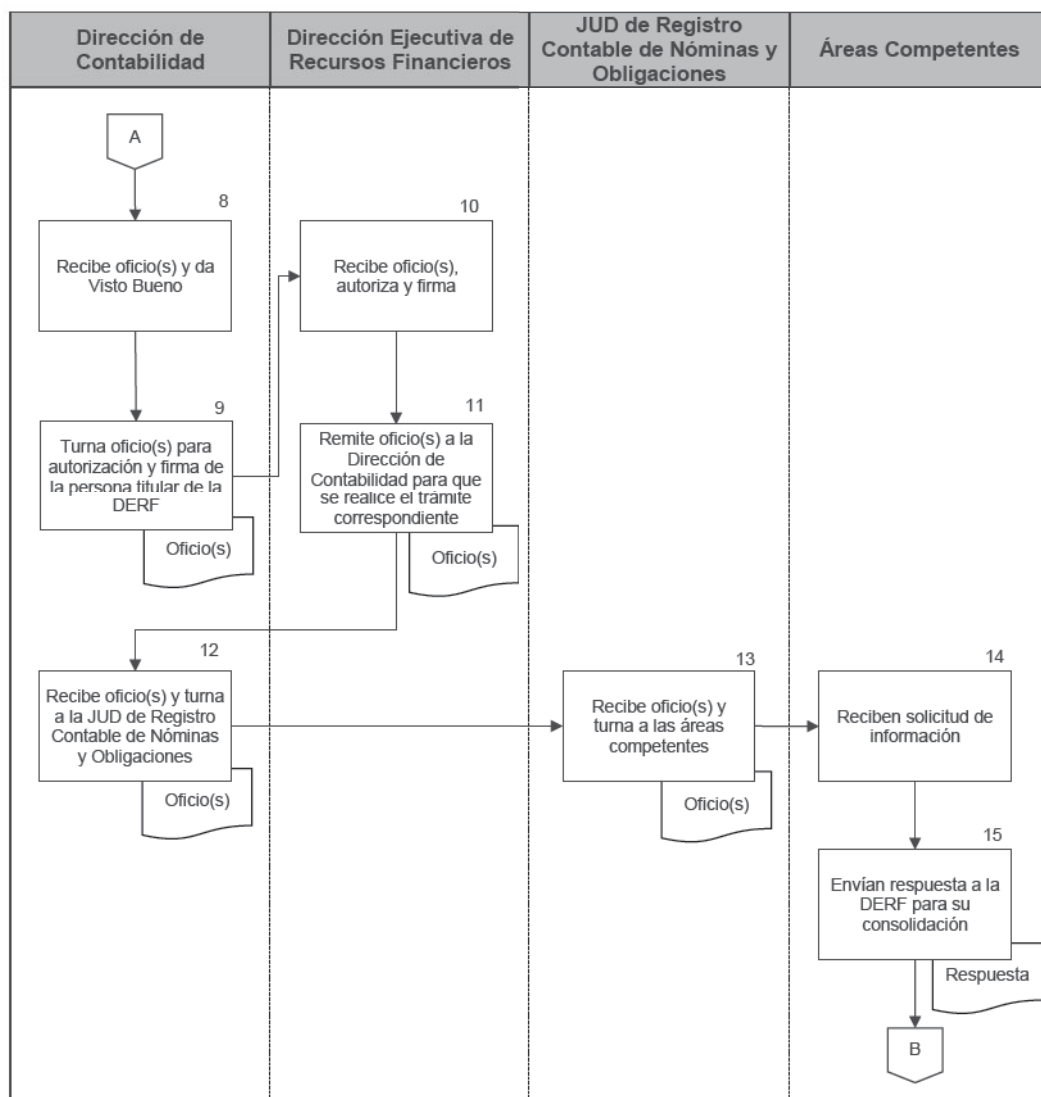 Dirección de
Contabilidad
Dirección Ejecutiva de
Recursos Financieros
JUD de Registro
Contable de Nóminas y
Obligaciones
Áreas Competentes
A
8
Recibe oficio(s) y da
Visto Bueno
9
Turna oficio(s) para
autorización y firma de
la persona titular de la
DERF
Oficio(s)
10
Recibe oficio(s),
autoriza y firma
11
Remite oficio(s) a la
Dirección de
Contabilidad para que
se realice el trámite
correspondiente
Oficio(s)
12
Recibe oficio(s) y turna
a la JUD de Registro
Contable de Nóminas
y Obligaciones
Oficio(s)
13
Recibe oficio(s) y
turna a las áreas
competentes
Oficio(s)
14
Reciben solicitud de
información
15
Envían respuesta a la
DERF para su
consolidación
Respuesta
B